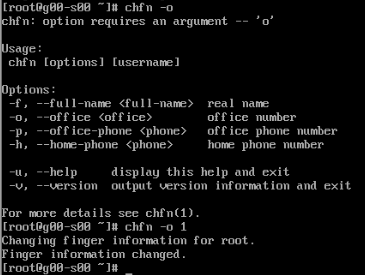 [root@g00-s00 ~]# chfn -o
chfn: option requires an argument -- 'o'

Usage:
 chfn [options] [username]

Options:
 -f, --full-name <full-name>  real name
 -o, --office <office>        office number
 -p, --office-phone <phone>   office phone number
 -h, --home-phone <phone>     home phone number

 -u, --help     display this help and exit
 -v, --version  output version information and exit

For more details see chfn(1).
[root@g00-s00 ~]# chfn -o 1
Changing finger information for root.
Finger information changed.
[root@g00-s00 ~]# _